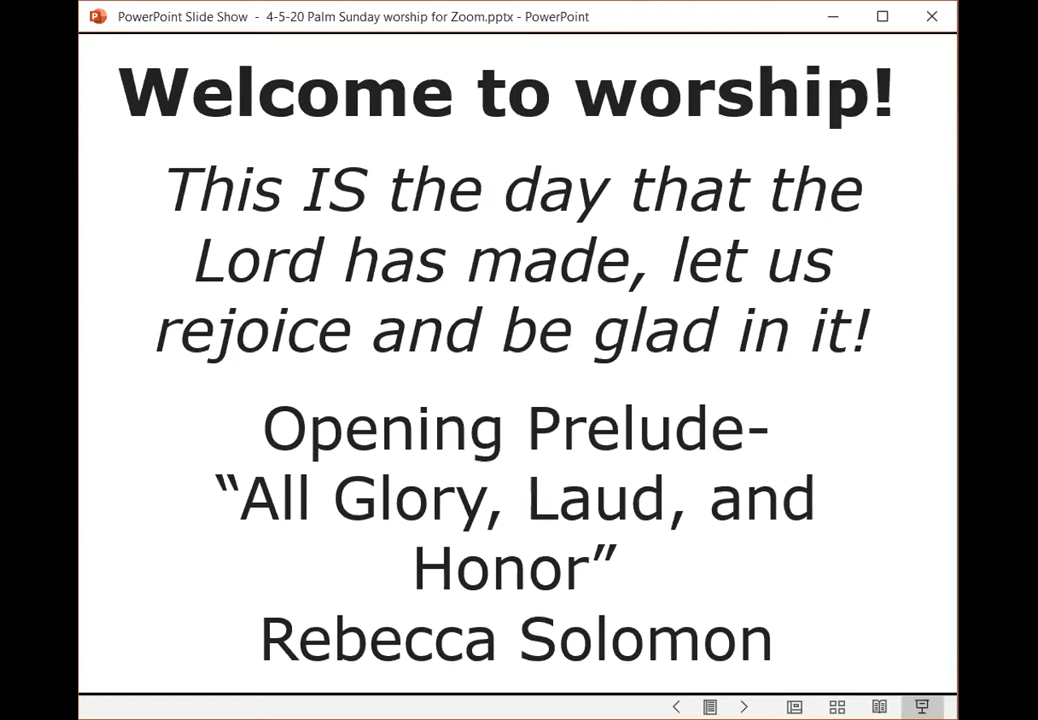 PowerPoint Slide Show - 4-5-20 Palm Sunday worship for Zoom.pptx - PowerPoint
Welcome to worship!
This IS the day that the
Lord has made, let us
rejoice and be glad in it!
Opening Prelude-
“All Glory, Laud, and
Honor”
Rebecca Solomon